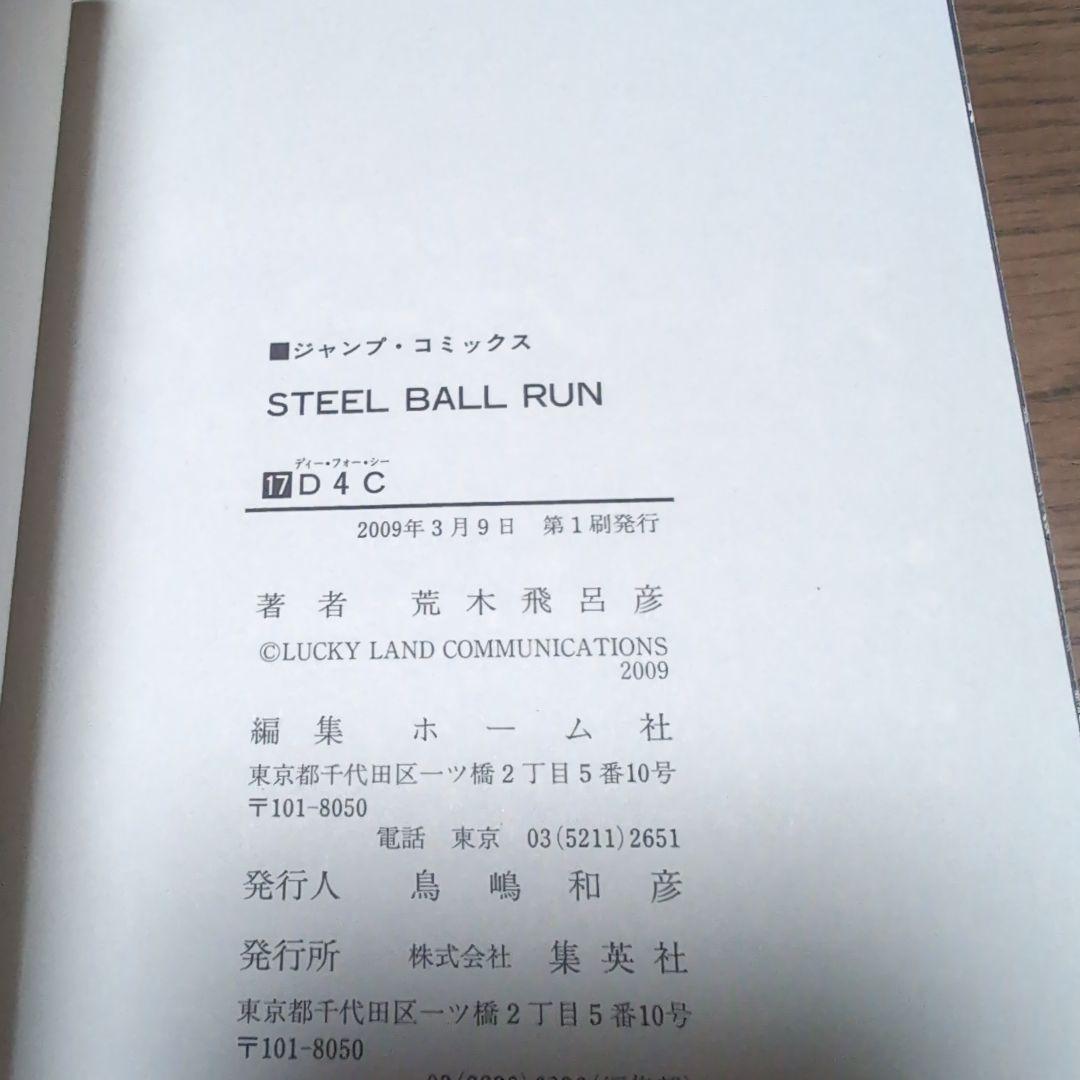 ■ジャンプ・コミックス
STEEL BALL RUN
ディー・フォー・シー
17 D4C
2009年3月9日 第1刷発行
著者 荒木飛呂彦
©LUCKY LAND COMMUNICATIONS
2009
編集 ホーム社
東京都千代田区一ツ橋2丁目5番10号
〒101-8050
電話 東京 03(5211)2651
発行人 鳥嶋和彦
発行所 株式会社 集英社
東京都千代田区一ツ橋2丁目5番10号
〒101-8050